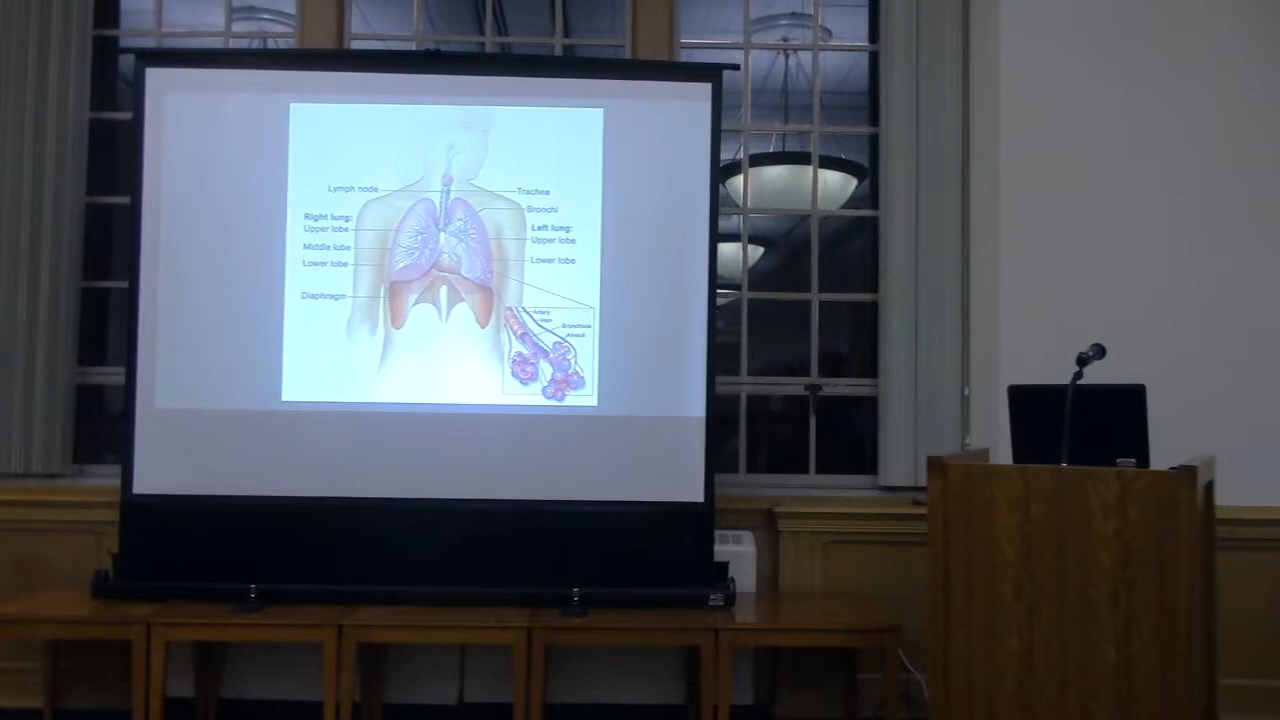 Lymph node
Trachea
Bronchi
Right lung:
Upper lobe
Middle lobe
Lower lobe
Left lung:
Upper lobe
Lower lobe
Diaphragm
Artery
Vein
Bronchiole
Alveoli